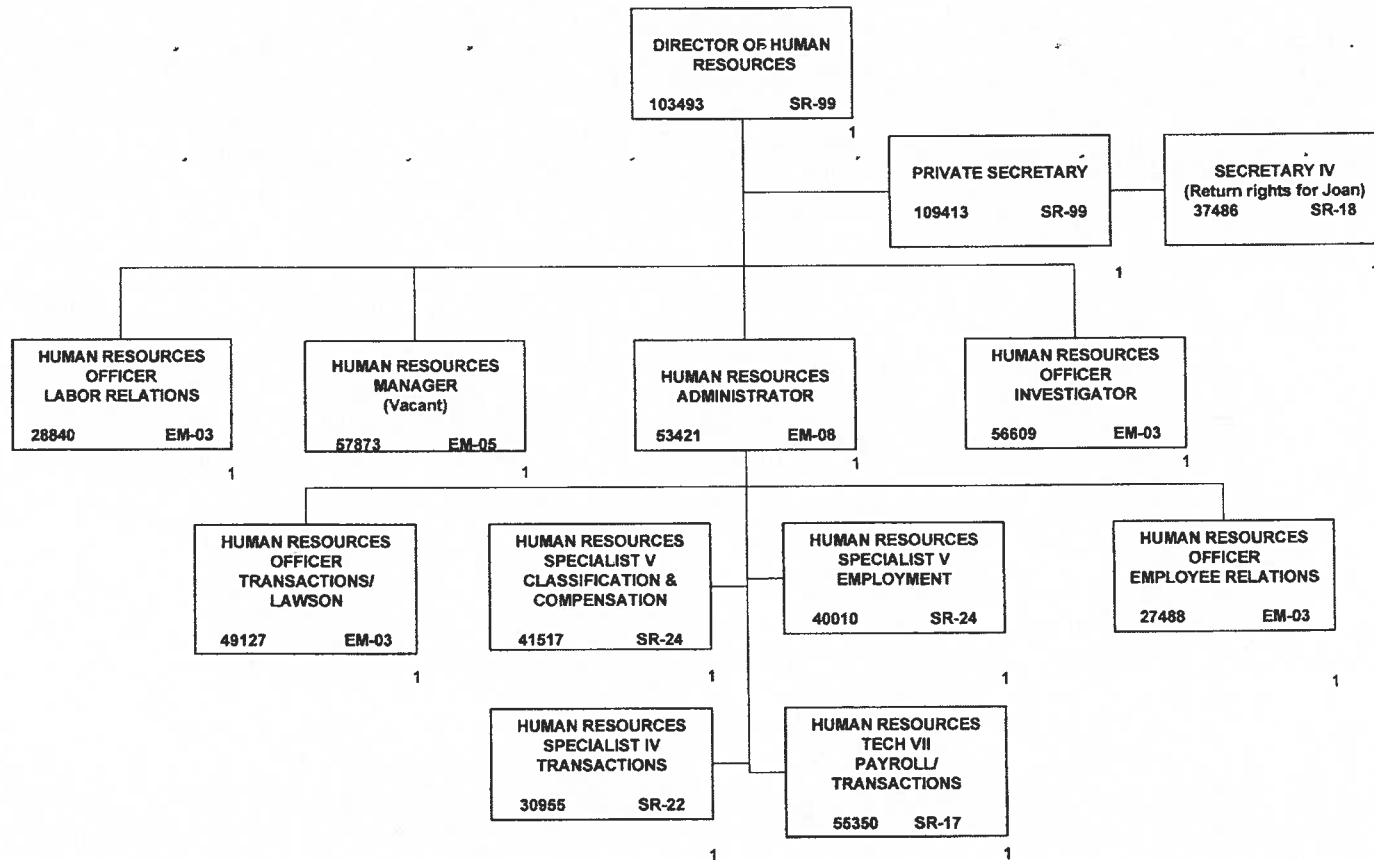 DIRECTOR OF HUMAN
RESOURCES
103493 SR-99
1
PRIVATE SECRETARY
109413 SR-99
1
SECRETARY IV
(Return rights for Joan)
37486 SR-18
HUMAN RESOURCES
OFFICER
LABOR RELATIONS
28840 EM-03
1
HUMAN RESOURCES
MANAGER
(Vacant)
57873 EM-05
1
HUMAN RESOURCES
ADMINISTRATOR
53421 EM-08
1
HUMAN RESOURCES
OFFICER
INVESTIGATOR
56609 EM-03
1
HUMAN RESOURCES
OFFICER
TRANSACTIONS/
LAWSON
49127 EM-03
1
HUMAN RESOURCES
SPECIALIST V
CLASSIFICATION &
COMPENSATION
41517 SR-24
1
HUMAN RESOURCES
SPECIALIST V
EMPLOYMENT
40010 SR-24
1
HUMAN RESOURCES
OFFICER
EMPLOYEE RELATIONS
27488 EM-03
1
HUMAN RESOURCES
SPECIALIST IV
TRANSACTIONS
30955 SR-22
1
HUMAN RESOURCES
TECH VII
PAYROLL/
TRANSACTIONS
55350 SR-17
1